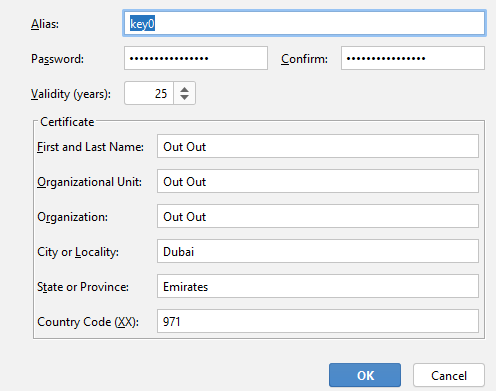 Alias: key0
Password: ••••••••••••••• Confirm: •••••••••••••••
Validity (years): 25
Certificate
First and Last Name: Out Out
Organizational Unit: Out Out
Organization: Out Out
City or Locality: Dubai
State or Province: Emirates
Country Code (XX): 971
OK Cancel